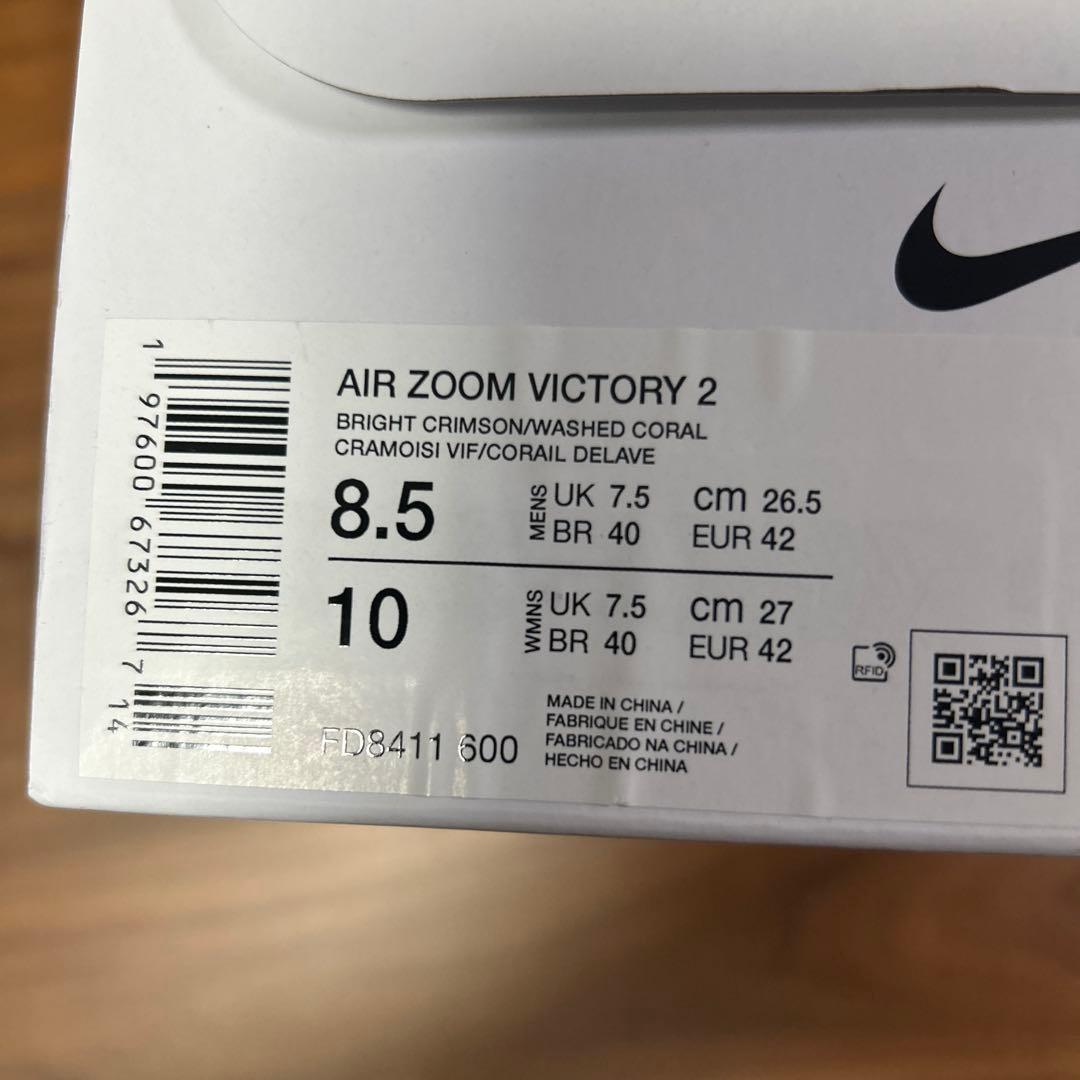 AIR ZOOM VICTORY 2
BRIGHT CRIMSON/WASHED CORAL
CRAMOISI VIF/CORAIL DELAVE
8.5 MENS UK 7.5 cm 26.5
BR 40 EUR 42
10 WMNS UK 7.5 cm 27
BR 40 EUR 42
RFID
FD8411 600
MADE IN CHINA /
FABRIQUE EN CHINE /
FABRICADO NA CHINA /
HECHO EN CHINA
1 97600 67326 7 14